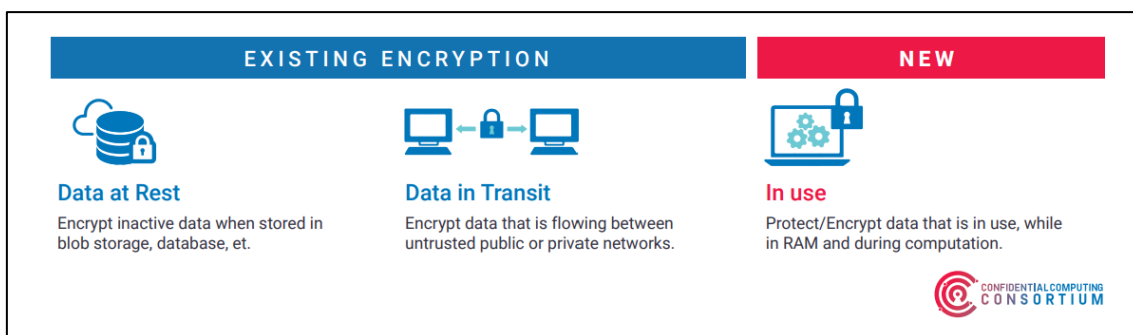 EXISTING ENCRYPTION
NEW
Data at Rest
Encrypt inactive data when stored in
blob storage, database, et.
Data in Transit
Encrypt data that is flowing between
untrusted public or private networks.
In use
Protect/Encrypt data that is in use, while
in RAM and during computation.
CONFIDENTIAL COMPUTING
CONSORTIUM